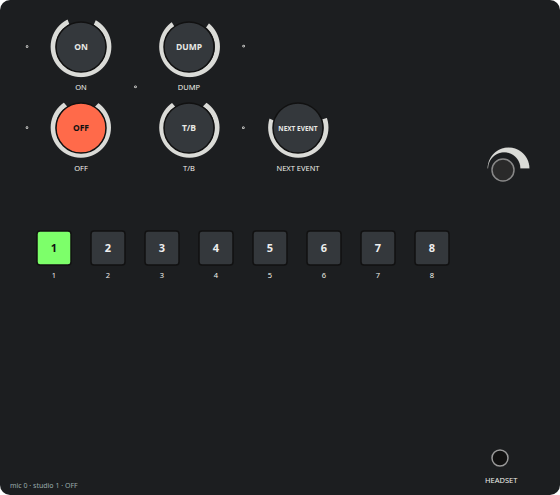 ON DUMP
ON DUMP
OFF T/B NEXT EVENT
OFF T/B NEXT EVENT
1 2 3 4 5 6 7 8
1 2 3 4 5 6 7 8
HEADSET
mic 0 · studio 1 · OFF